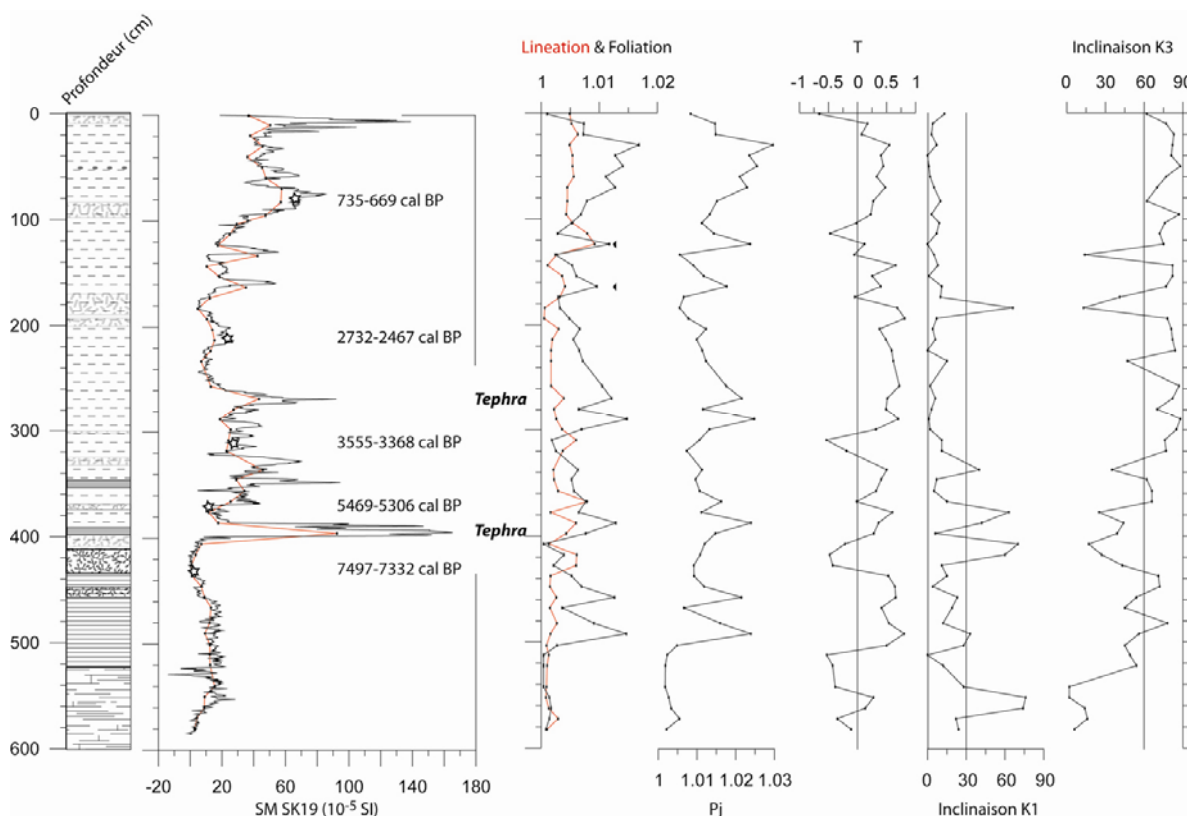 Profondeur (cm)
Lineation & Foliation
T
Inclinaison K3
1 1.01 1.02
-1 -0.5 0 0.5 1
0 30 60 90
0
100
200
300
400
500
600
735-669 cal BP
2732-2467 cal BP
Tephra
3555-3368 cal BP
5469-5306 cal BP
Tephra
7497-7332 cal BP
-20 20 60 100 140 180
SM SK19 (10⁻⁵ SI)
1 1.01 1.02 1.03
Pj
0 30 60 90
Inclinaison K1